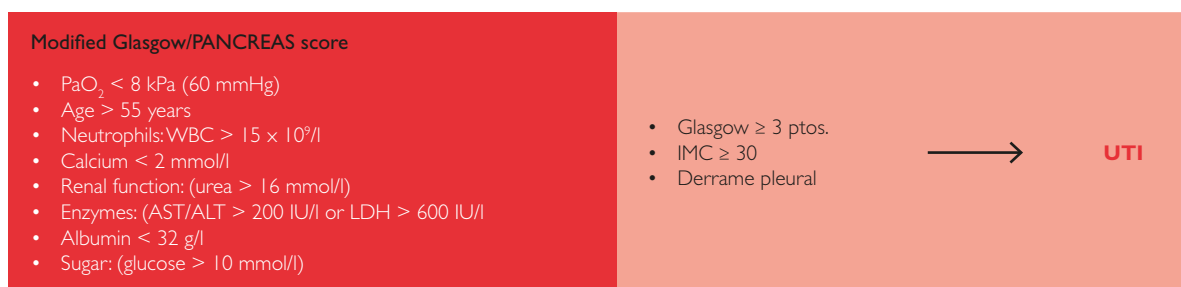 Modified Glasgow/PANCREAS score
• PaO₂ < 8 kPa (60 mmHg)
• Age > 55 years
• Neutrophils: WBC > 15 x 10⁹/l
• Calcium < 2 mmol/l
• Renal function: (urea > 16 mmol/l)
• Enzymes: (AST/ALT > 200 IU/l or LDH > 600 IU/l
• Albumin < 32 g/l
• Sugar: (glucose > 10 mmol/l)
• Glasgow ≥ 3 ptos.
• IMC ≥ 30
• Derrame pleural
UTI